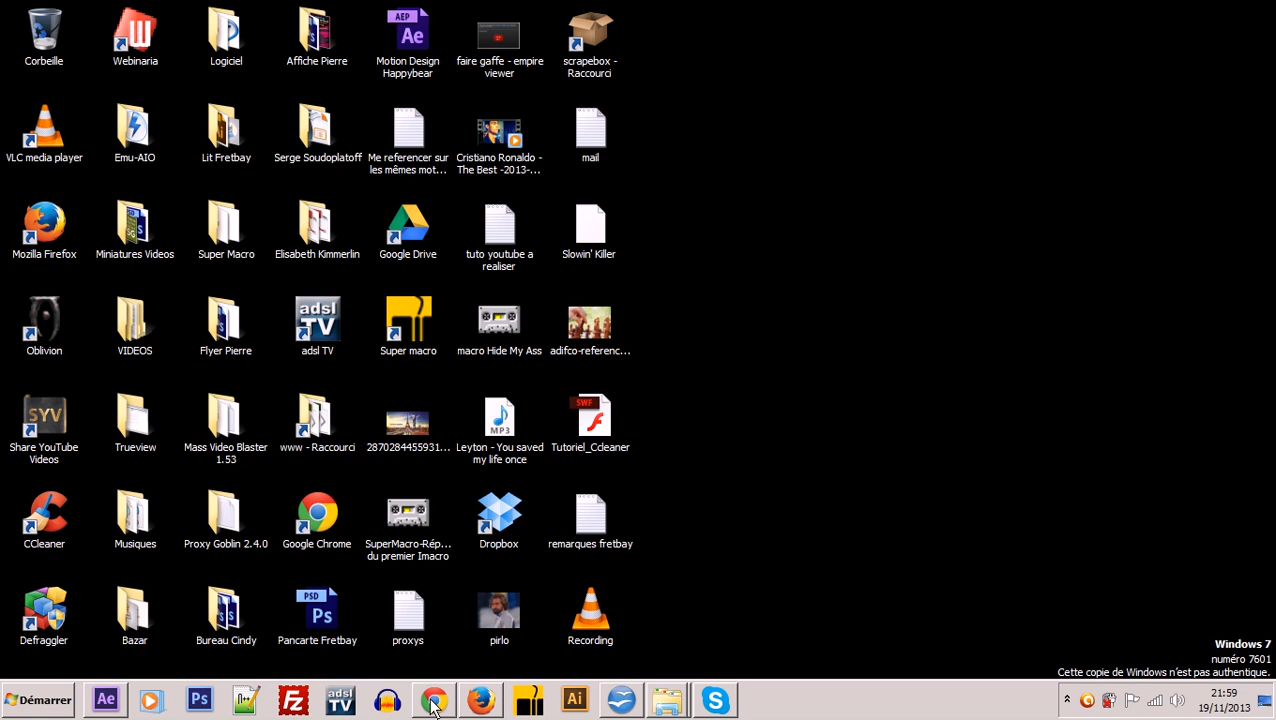 Corbeille
Webinaria
Logiciel
Affiche Pierre
AEP
Ae
Motion Design
Happybear
faire gaffe - empire
viewer
scrapebox -
Raccourci
VLC media player
Emu-AIO
Lit Fretbay
Serge Soudoplatoff
Me referencer sur
les mêmes mot...
Cristiano Ronaldo -
The Best -2013-...
mail
Mozilla Firefox
Miniatures Videos
Super Macro
Elisabeth Kimmerlin
Google Drive
tuto youtube a
realiser
Slowin' Killer
adsl
TV
Oblivion
VIDEOS
Flyer Pierre
adsl TV
Super macro
macro Hide My Ass
adifco-referenc...
SYV
MP3
SWF
Share YouTube
Videos
Trueview
Mass Video Blaster
1.53
www - Raccourci
2870284455931...
Leyton - You saved
my life once
Tutoriel_Ccleaner
CCleaner
Musiques
Proxy Goblin 2.4.0
Google Chrome
SuperMacro-Rép...
du premier Imacro
Dropbox
remarques fretbay
PSD
Ps
Defraggler
Bazar
Bureau Cindy
Pancarte Fretbay
proxys
pirlo
Recording
Windows 7
numéro 7601
Cette copie de Windows n'est pas authentique.
Démarrer
Ae
Ps
Fz
adsl
TV
Ai
19/11/2013